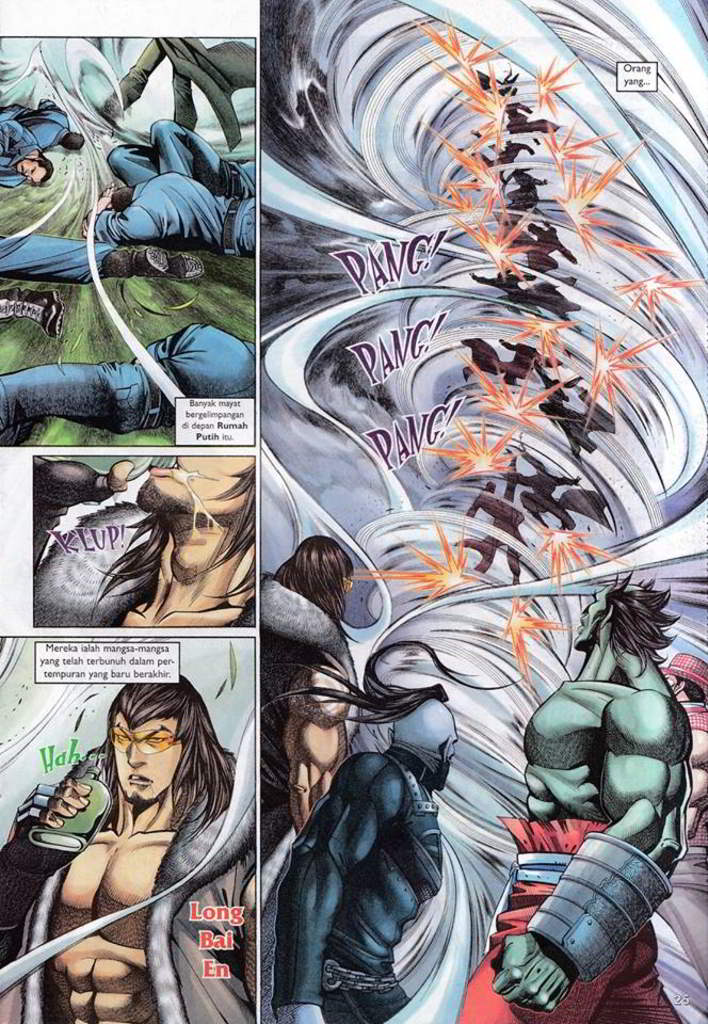 Banyak mayat
bergelimpangan
di depan Rumah
Putih itu.
KLUP!
Mereka ialah mangsa-mangsa
yang telah terbunuh dalam per-
tempuran yang baru berakhir.
Hah...
Long
Bai
En
Orang
yang...
PANG!
PANG!
PANG!
25